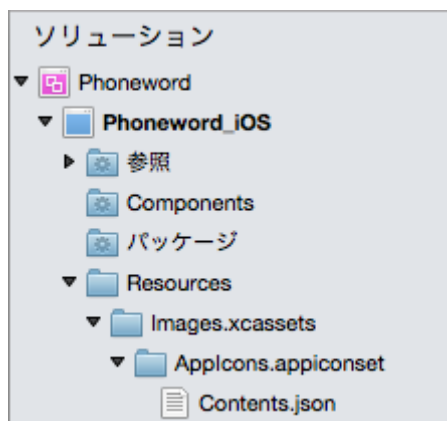 ソリューション
Phoneword
Phoneword_iOS
参照
Components
パッケージ
Resources
Images.xcassets
AppIcons.appiconset
Contents.json